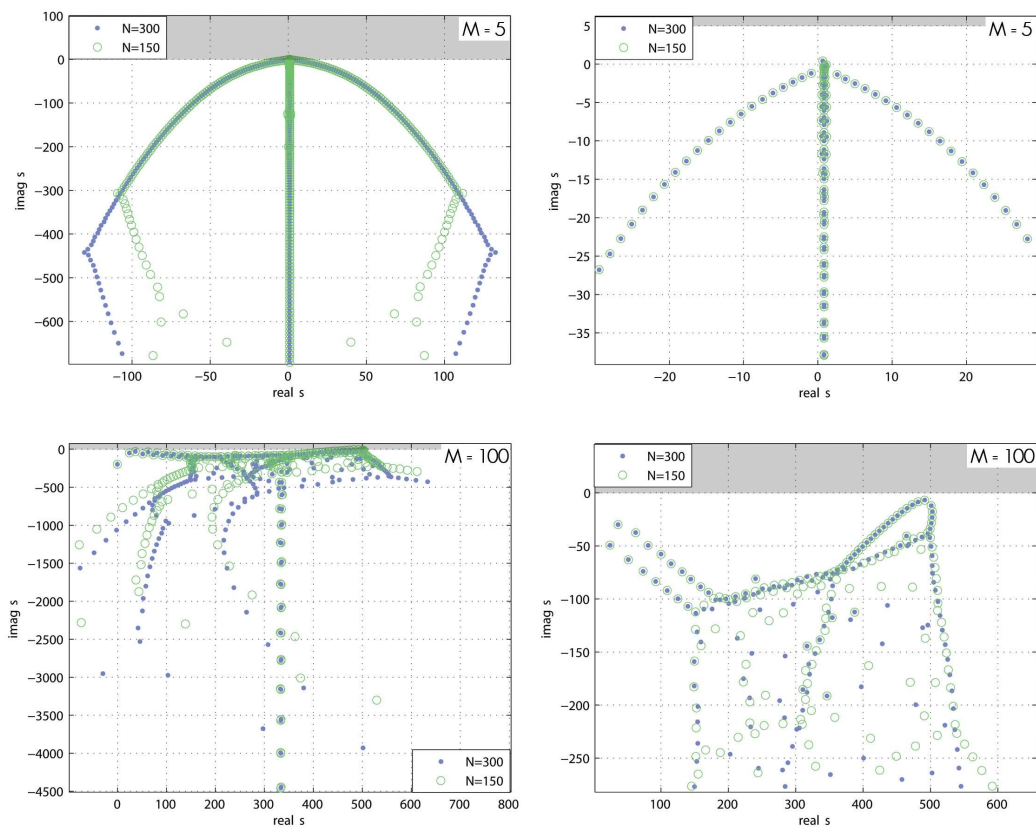 M = 5
N=300
N=150
100
0
−100
−200
−300
−400
−500
−600
imag s
−100
−50
0
50
100
real s
M = 5
N=300
N=150
5
0
−5
−10
−15
−20
−25
−30
−35
imag s
−20
−10
0
10
20
real s
M = 100
0
−500
−1000
−1500
−2000
−2500
−3000
−3500
−4000
−4500
imag s
N=300
N=150
0
100
200
300
400
500
600
700
800
real s
M = 100
N=300
N=150
0
−50
−100
−150
−200
−250
imag s
100
200
300
400
500
600
real s